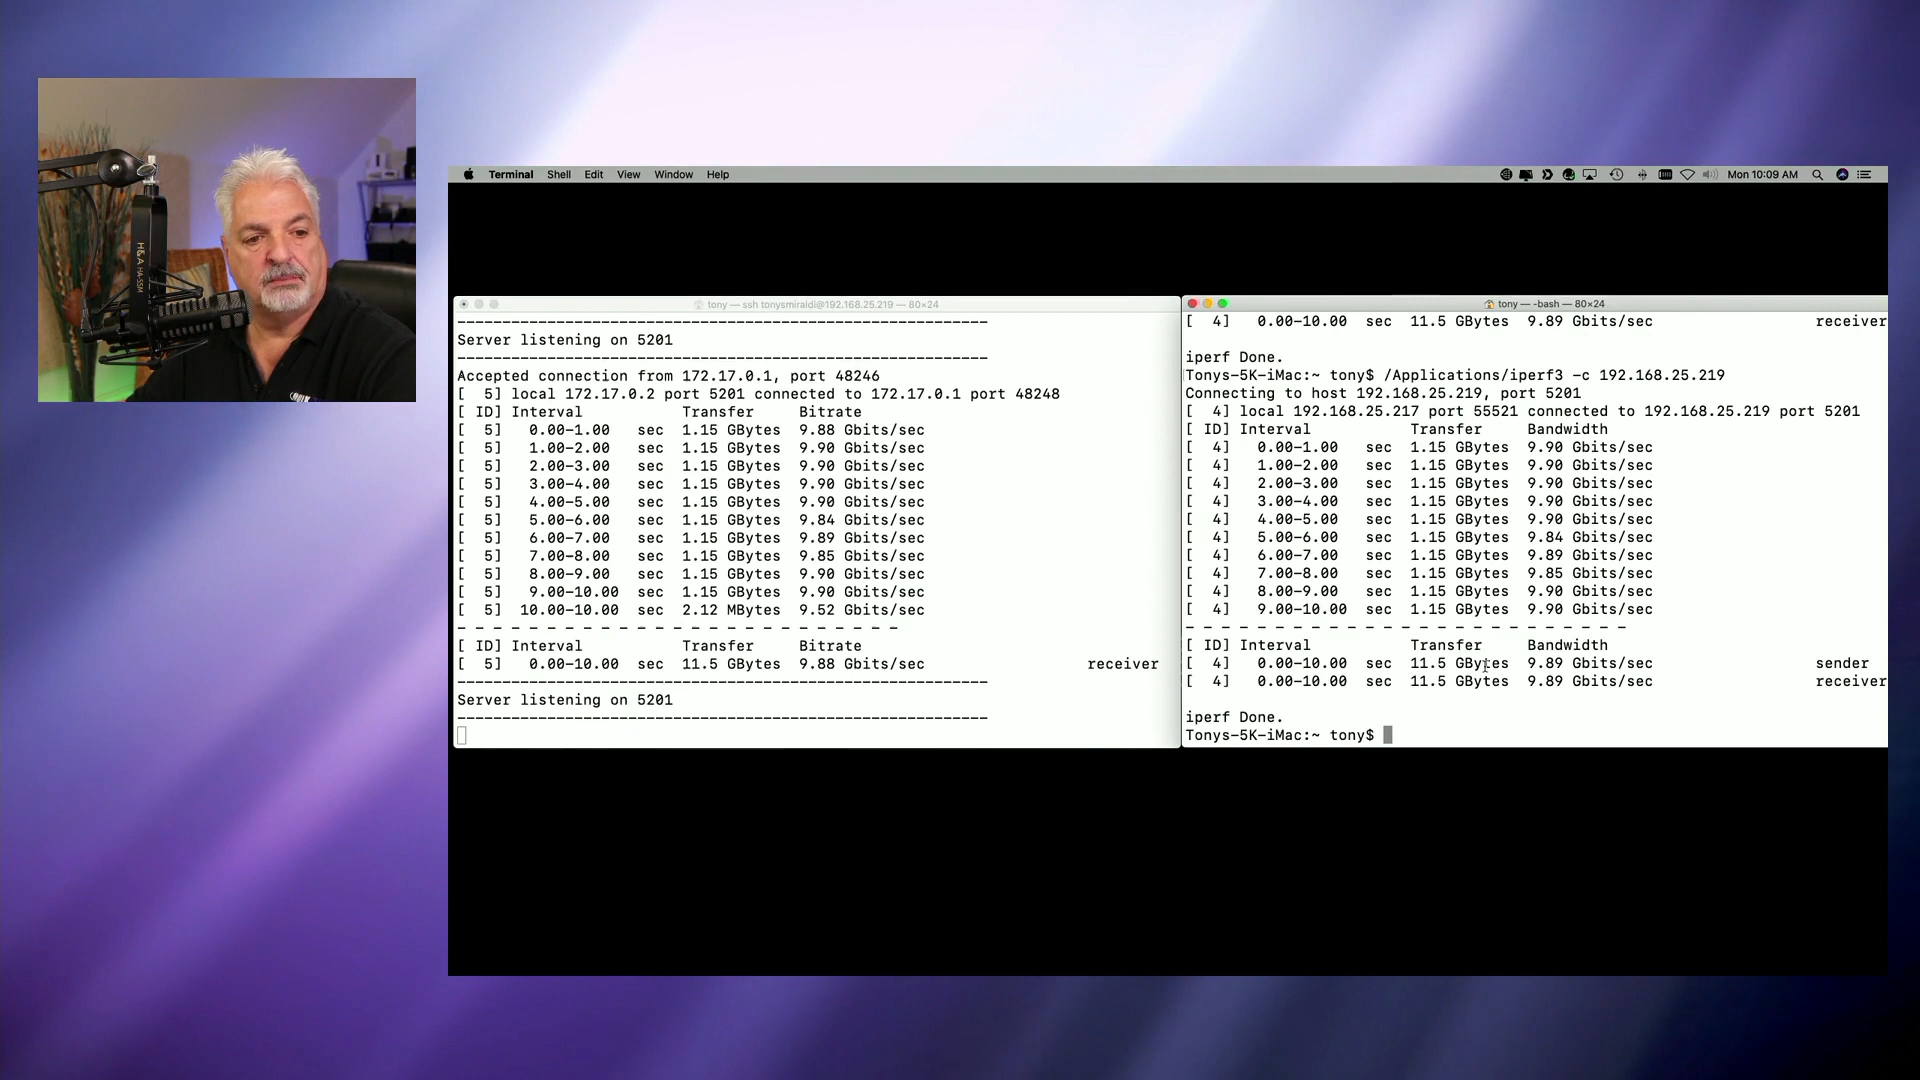 H&A HA-SSM
Terminal Shell Edit View Window Help
Mon 10:09 AM
tony — ssh tonysmiraldi@192.168.25.219 — 80×24
--------------------------------------------------------
Server listening on 5201
--------------------------------------------------------
Accepted connection from 172.17.0.1, port 48246
[  5] local 172.17.0.2 port 5201 connected to 172.17.0.1 port 48248
[ ID] Interval Transfer Bitrate
[  5] 0.00-1.00 sec 1.15 GBytes 9.88 Gbits/sec
[  5] 1.00-2.00 sec 1.15 GBytes 9.90 Gbits/sec
[  5] 2.00-3.00 sec 1.15 GBytes 9.90 Gbits/sec
[  5] 3.00-4.00 sec 1.15 GBytes 9.90 Gbits/sec
[  5] 4.00-5.00 sec 1.15 GBytes 9.90 Gbits/sec
[  5] 5.00-6.00 sec 1.15 GBytes 9.84 Gbits/sec
[  5] 6.00-7.00 sec 1.15 GBytes 9.89 Gbits/sec
[  5] 7.00-8.00 sec 1.15 GBytes 9.85 Gbits/sec
[  5] 8.00-9.00 sec 1.15 GBytes 9.90 Gbits/sec
[  5] 9.00-10.00 sec 1.15 GBytes 9.90 Gbits/sec
[  5] 10.00-10.00 sec 2.12 MBytes 9.52 Gbits/sec
- - - - - - - - - - - - - - - - - - - - - - - - -
[ ID] Interval Transfer Bitrate
[  5] 0.00-10.00 sec 11.5 GBytes 9.88 Gbits/sec receiver
--------------------------------------------------------
Server listening on 5201
--------------------------------------------------------
tony — -bash — 80×24
[  4] 0.00-10.00 sec 11.5 GBytes 9.89 Gbits/sec receiver
iperf Done.
Tonys-5K-iMac:~ tony$ /Applications/iperf3 -c 192.168.25.219
Connecting to host 192.168.25.219, port 5201
[  4] local 192.168.25.217 port 55521 connected to 192.168.25.219 port 5201
[ ID] Interval Transfer Bandwidth
[  4] 0.00-1.00 sec 1.15 GBytes 9.90 Gbits/sec
[  4] 1.00-2.00 sec 1.15 GBytes 9.90 Gbits/sec
[  4] 2.00-3.00 sec 1.15 GBytes 9.90 Gbits/sec
[  4] 3.00-4.00 sec 1.15 GBytes 9.90 Gbits/sec
[  4] 4.00-5.00 sec 1.15 GBytes 9.90 Gbits/sec
[  4] 5.00-6.00 sec 1.15 GBytes 9.84 Gbits/sec
[  4] 6.00-7.00 sec 1.15 GBytes 9.89 Gbits/sec
[  4] 7.00-8.00 sec 1.15 GBytes 9.85 Gbits/sec
[  4] 8.00-9.00 sec 1.15 GBytes 9.90 Gbits/sec
[  4] 9.00-10.00 sec 1.15 GBytes 9.90 Gbits/sec
- - - - - - - - - - - - - - - - - - - - - - - - -
[ ID] Interval Transfer Bandwidth
[  4] 0.00-10.00 sec 11.5 GBytes 9.89 Gbits/sec sender
[  4] 0.00-10.00 sec 11.5 GBytes 9.89 Gbits/sec receiver
iperf Done.
Tonys-5K-iMac:~ tony$